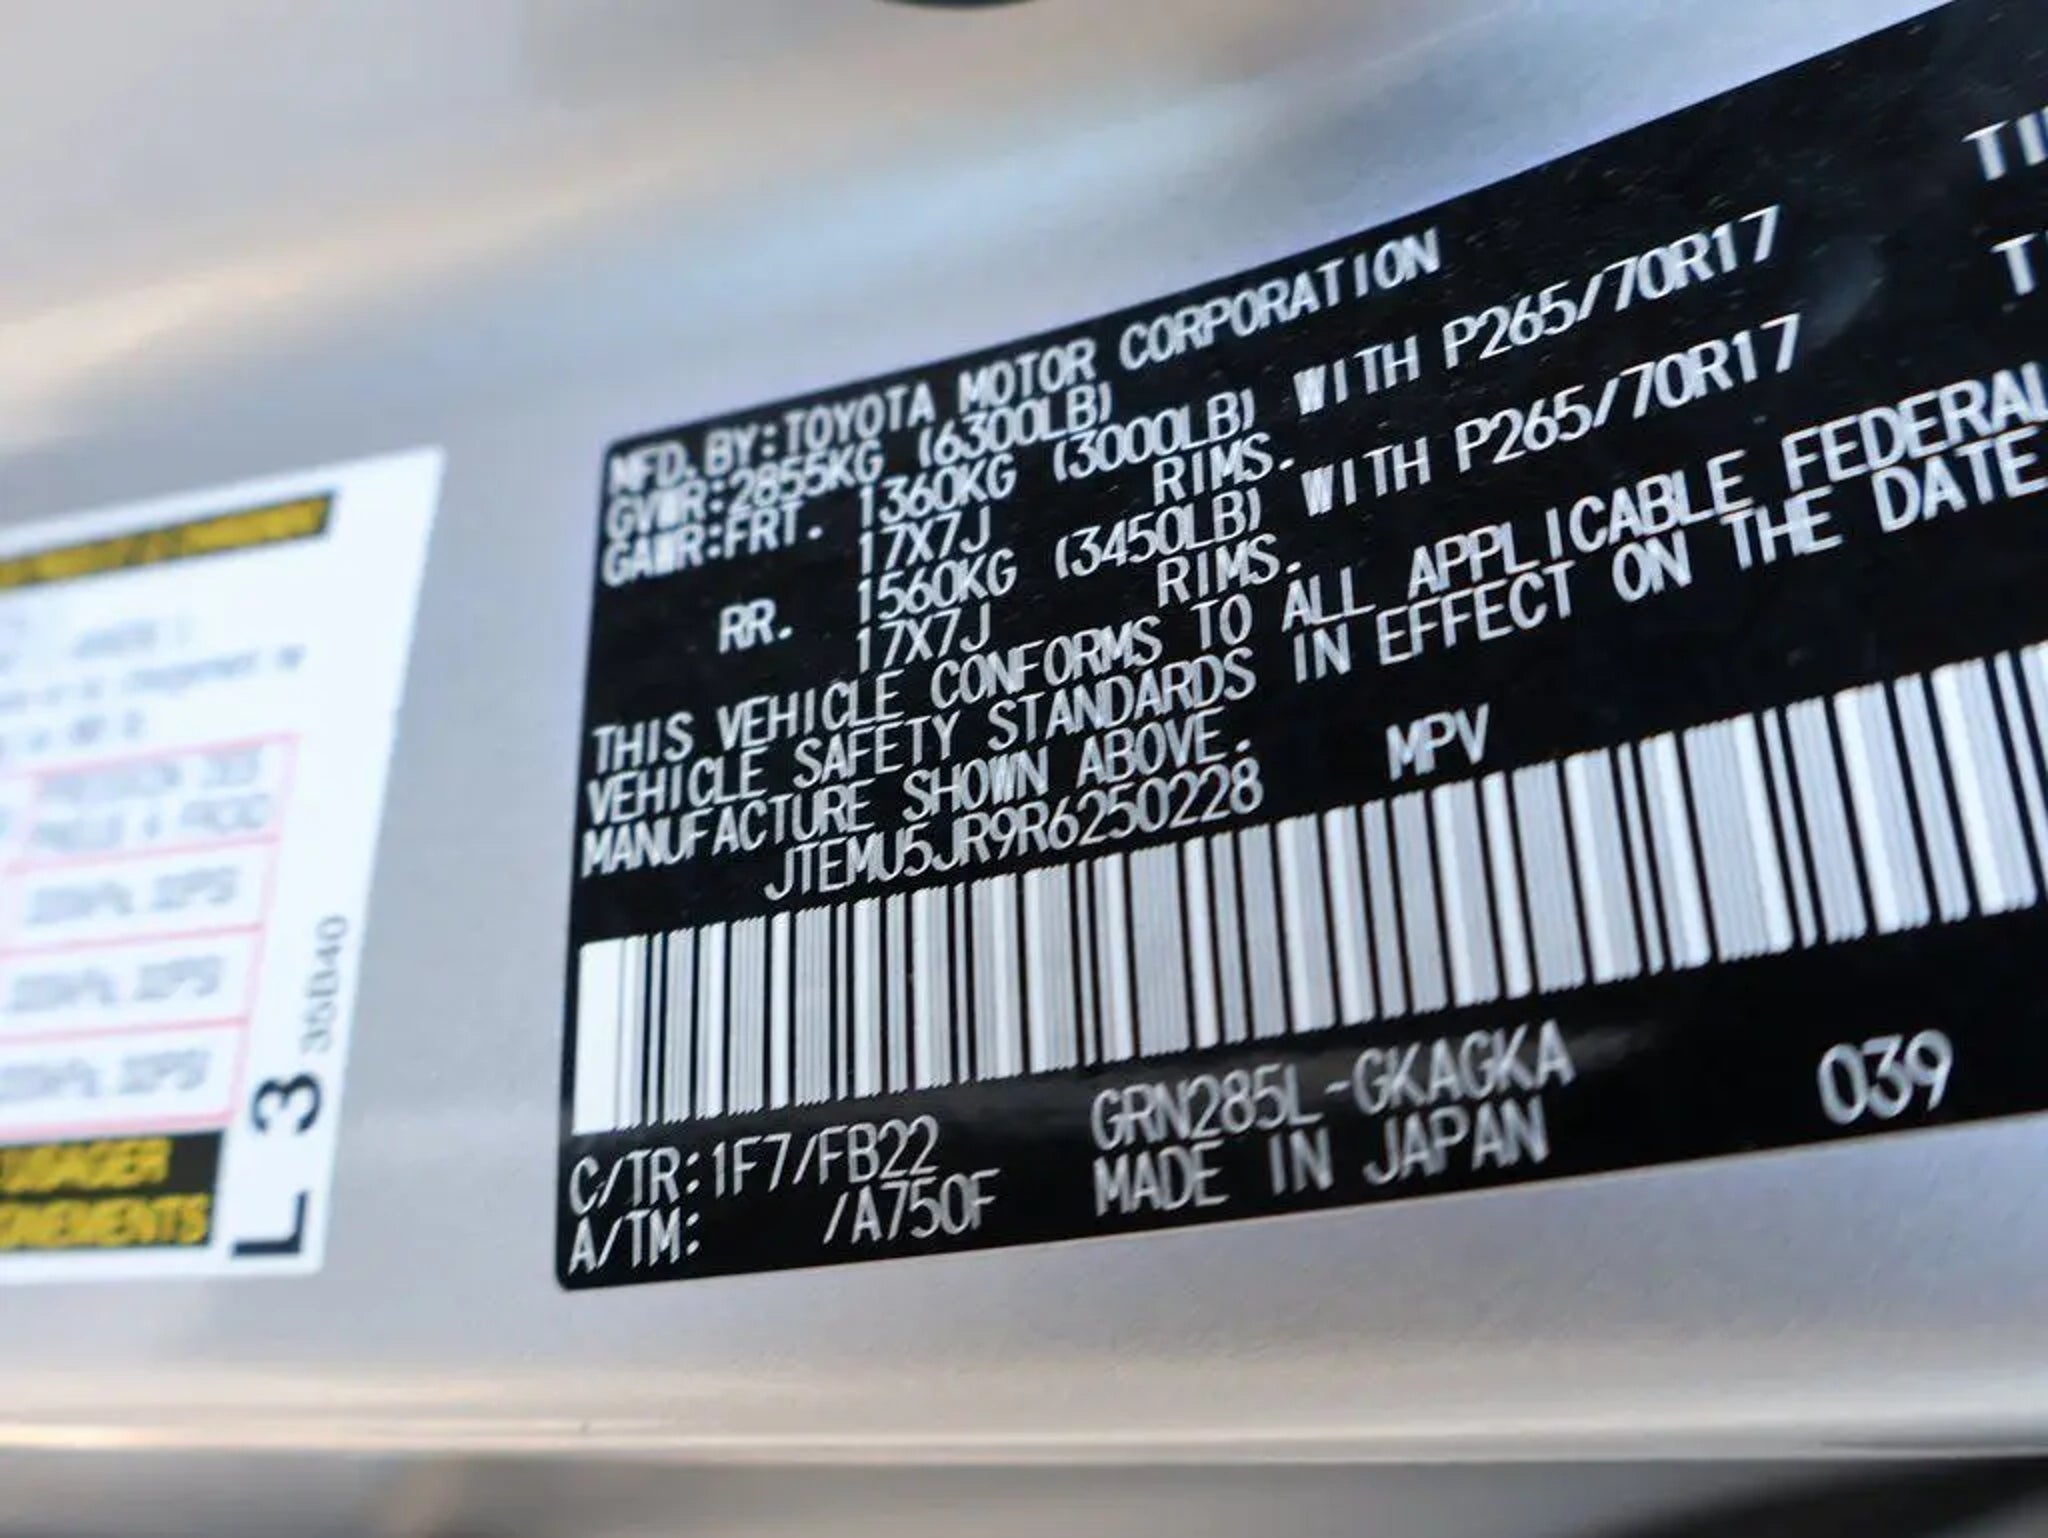 MFD.BY:TOYOTA MOTOR CORPORATION
GVWR:2855KG (6300LB)
GAWR:FRT. 1360KG (3000LB) WITH P265/70R17
17X7J RIMS.
RR. 1560KG (3450LB) WITH P265/70R17
17X7J RIMS.
THIS VEHICLE CONFORMS TO ALL APPLICABLE FEDERAL
VEHICLE SAFETY STANDARDS IN EFFECT ON THE DATE
MANUFACTURE SHOWN ABOVE.
JTEMU5JR9R6250228 MPV
C/TR:1F7/FB22 GRN285L-GKAGKA 039
A/TM: /A750F MADE IN JAPAN
L 3 35B40